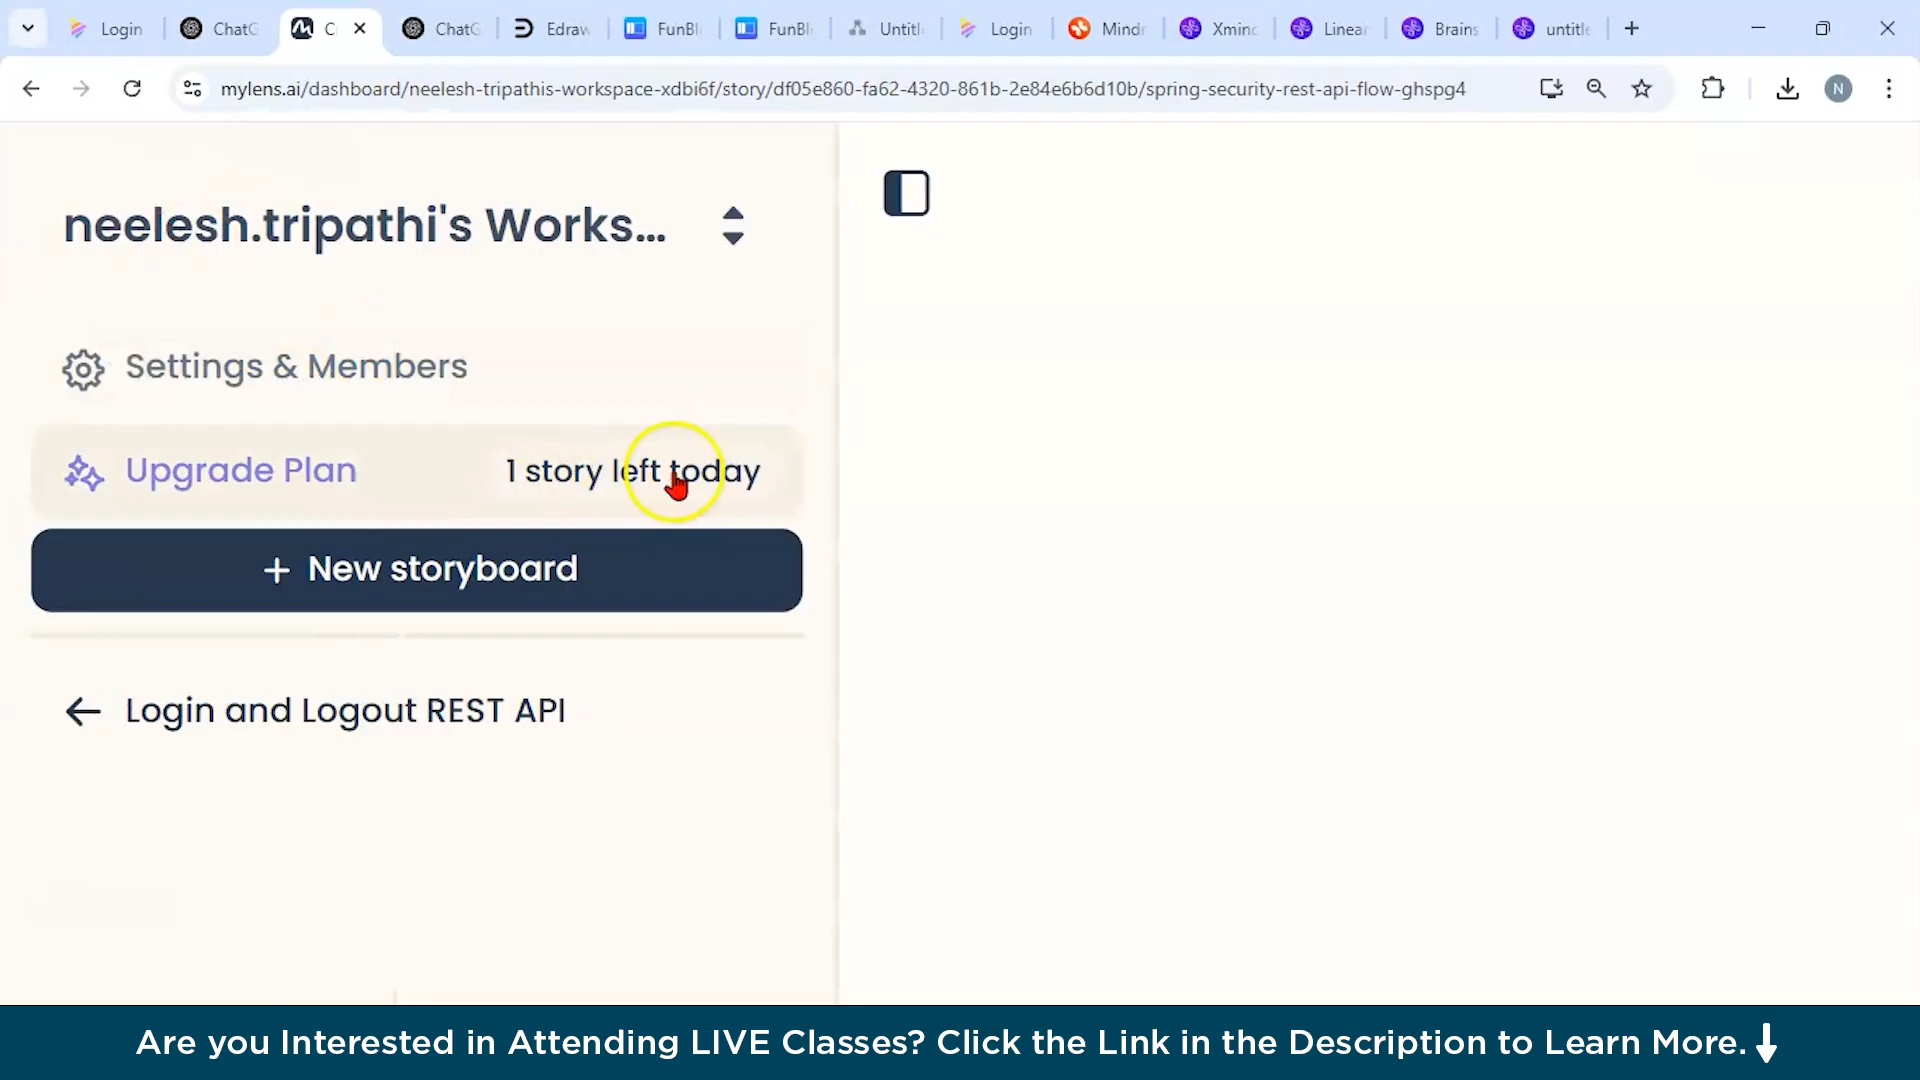 Login
ChatG
C
ChatG
Edraw
FunBl
FunBl
Untitl
Login
Mindr
Xmind
Linear
Brains
untitle
mylens.ai/dashboard/neelesh-tripathis-workspace-xdbi6f/story/df05e860-fa62-4320-861b-2e84e6b6d10b/spring-security-rest-api-flow-ghspg4
N
neelesh.tripathi's Works...
Settings & Members
Upgrade Plan 1 story left today
+ New storyboard
← Login and Logout REST API
Are you Interested in Attending LIVE Classes? Click the Link in the Description to Learn More.